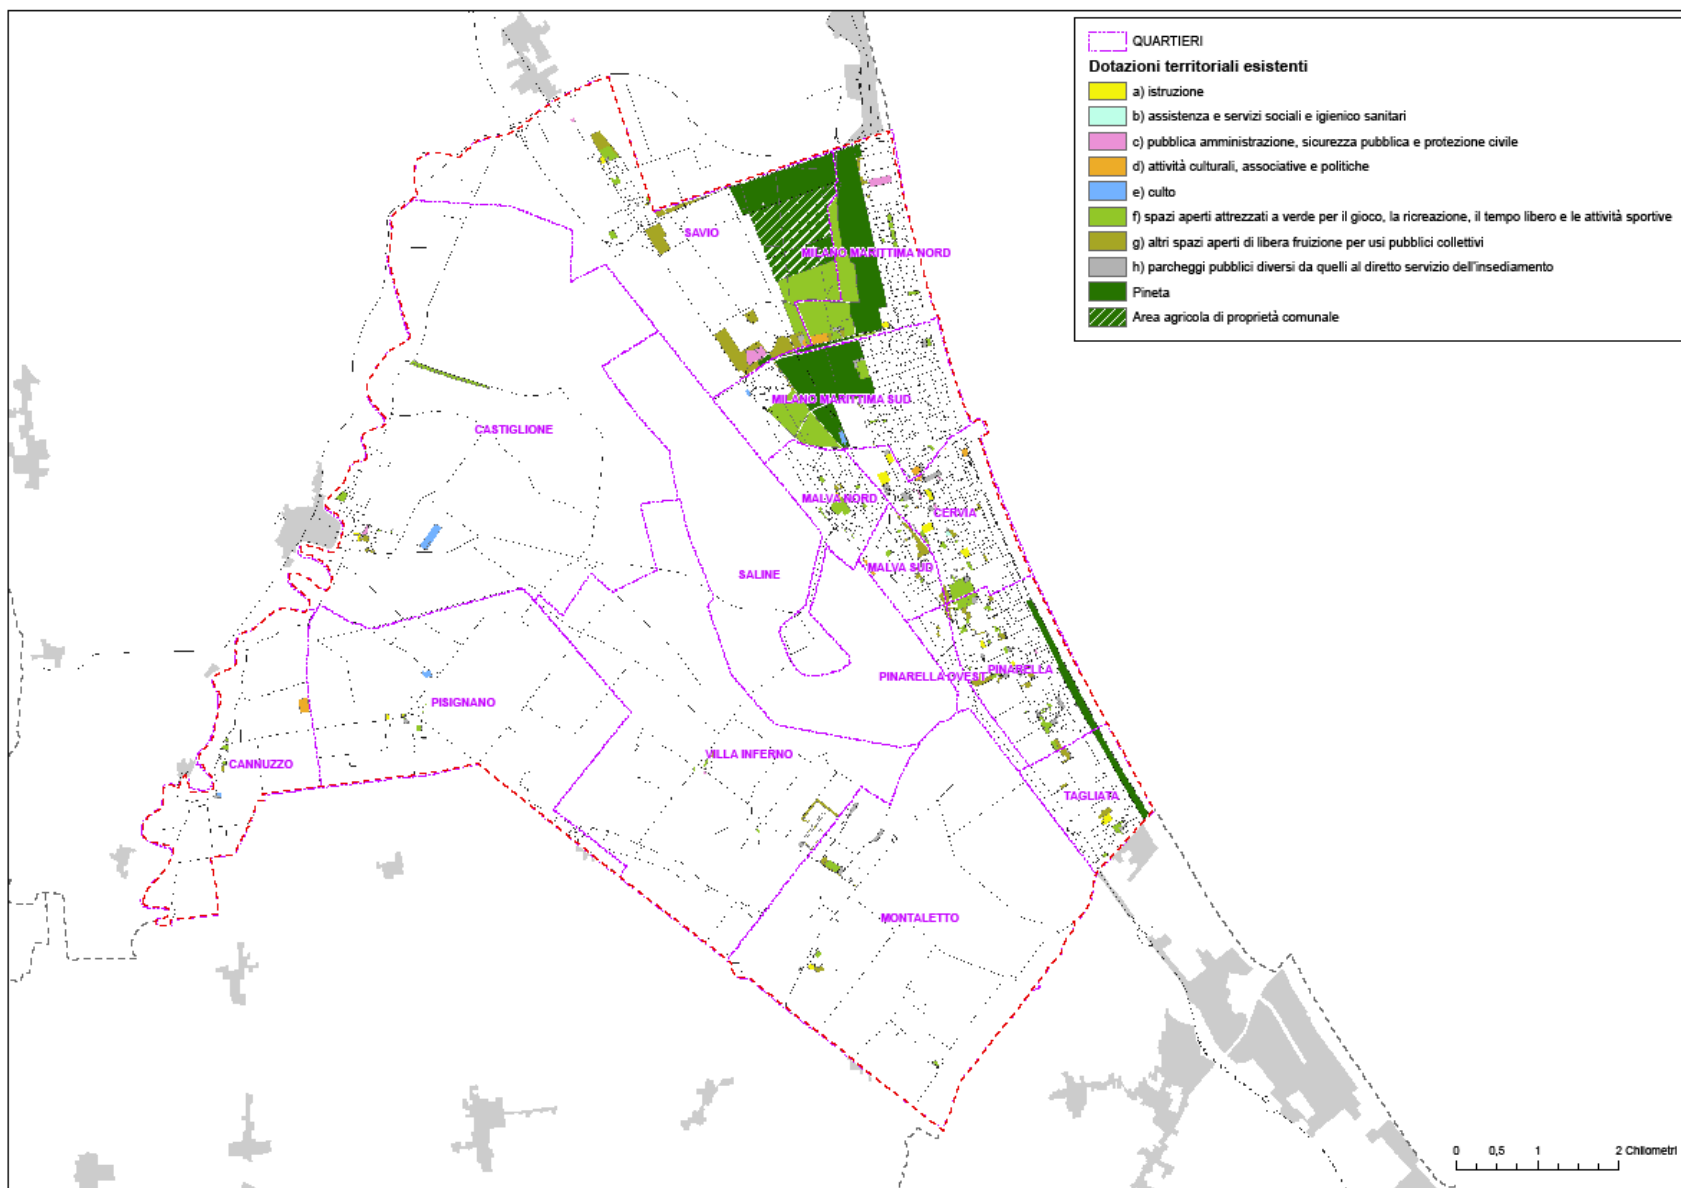 QUARTIERI
Dotazioni territoriali esistenti
a) istruzione
b) assistenza e servizi sociali e igienico sanitari
c) pubblica amministrazione, sicurezza pubblica e protezione civile
d) attività culturali, associative e politiche
e) culto
f) spazi aperti attrezzati a verde per il gioco, la ricreazione, il tempo libero e le attività sportive
g) altri spazi aperti di libera fruizione per usi pubblici collettivi
h) parcheggi pubblici diversi da quelli al diretto servizio dell'insediamento
Pineta
Area agricola di proprietà comunale
SAVIO
MILANO MARITTIMA NORD
MILANO MARITTIMA SUD
CASTIGLIONE
MALVA NORD
CERVIA
MALVA SUD
SALINE
PINARELLA OVEST
PINARELLA
PISIGNANO
VILLA INFERNO
CANNUZZO
TAGLIATA
MONTALETTO
0 0,5 1 2 Chilometri